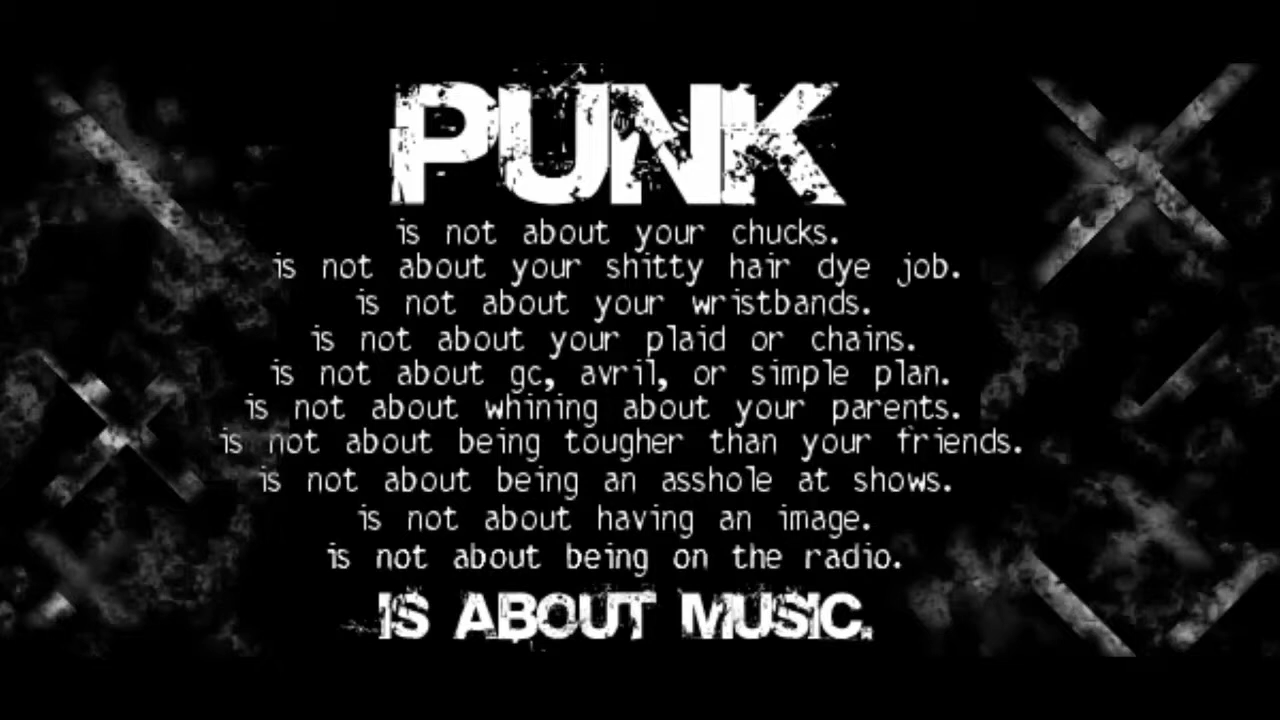 PUNK
is not about your chucks.
is not about your shitty hair dye job.
is not about your wristbands.
is not about your plaid or chains.
is not about gc, avril, or simple plan.
is not about whining about your parents.
is not about being tougher than your friends.
is not about being an asshole at shows.
is not about having an image.
is not about being on the radio.
IS ABOUT MUSIC.